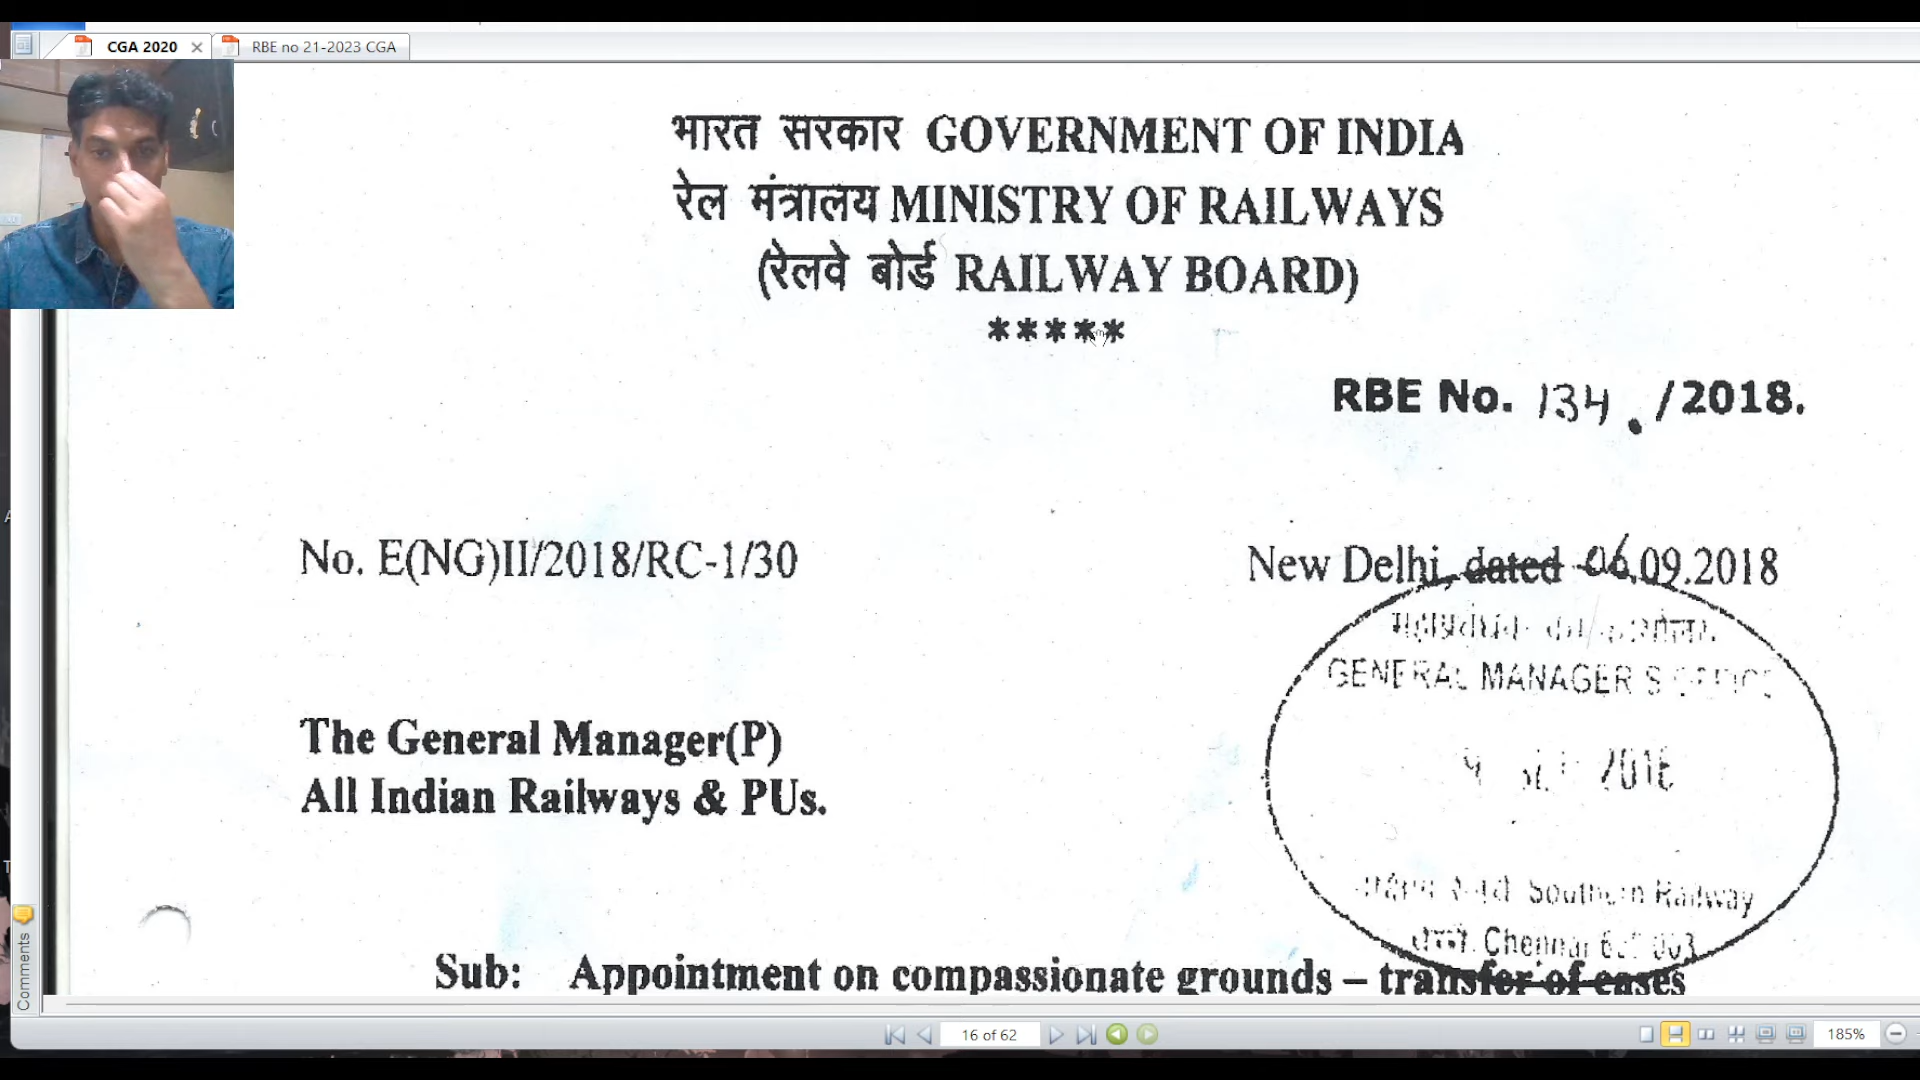 CGA 2020
RBE no 21-2023 CGA
भारत सरकार GOVERNMENT OF INDIA
रेल मंत्रालय MINISTRY OF RAILWAYS
(रेलवे बोर्ड RAILWAY BOARD)
*****
RBE No. 134. /2018.
No. E(NG)II/2018/RC-1/30
New Delhi, dated 06.09.2018
GENERAL MANAGER'S OFFICE
The General Manager(P)
All Indian Railways & PUs.
Southern Railway
Chennai
Sub: Appointment on compassionate grounds – transfer of cases
Comments
16 of 62
185%